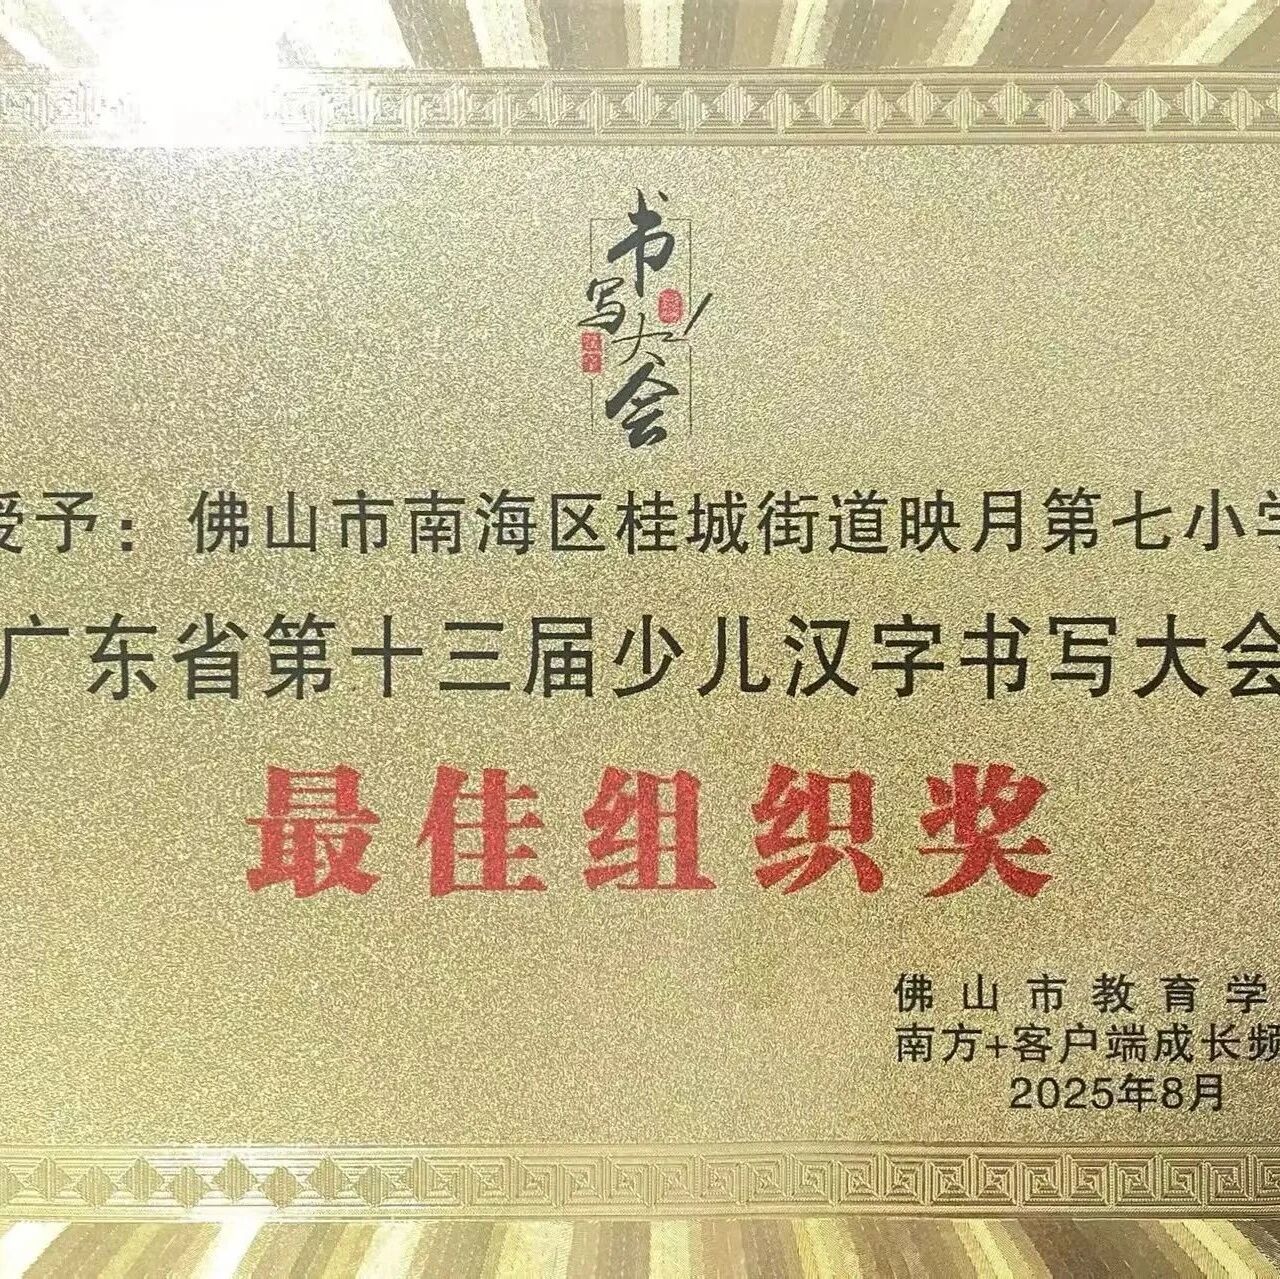 书写大会
授予：佛山市南海区桂城街道映月第七小学
广东省第十三届少儿汉字书写大会
最佳组织奖
佛山市教育学
南方+客户端成长频
2025年8月